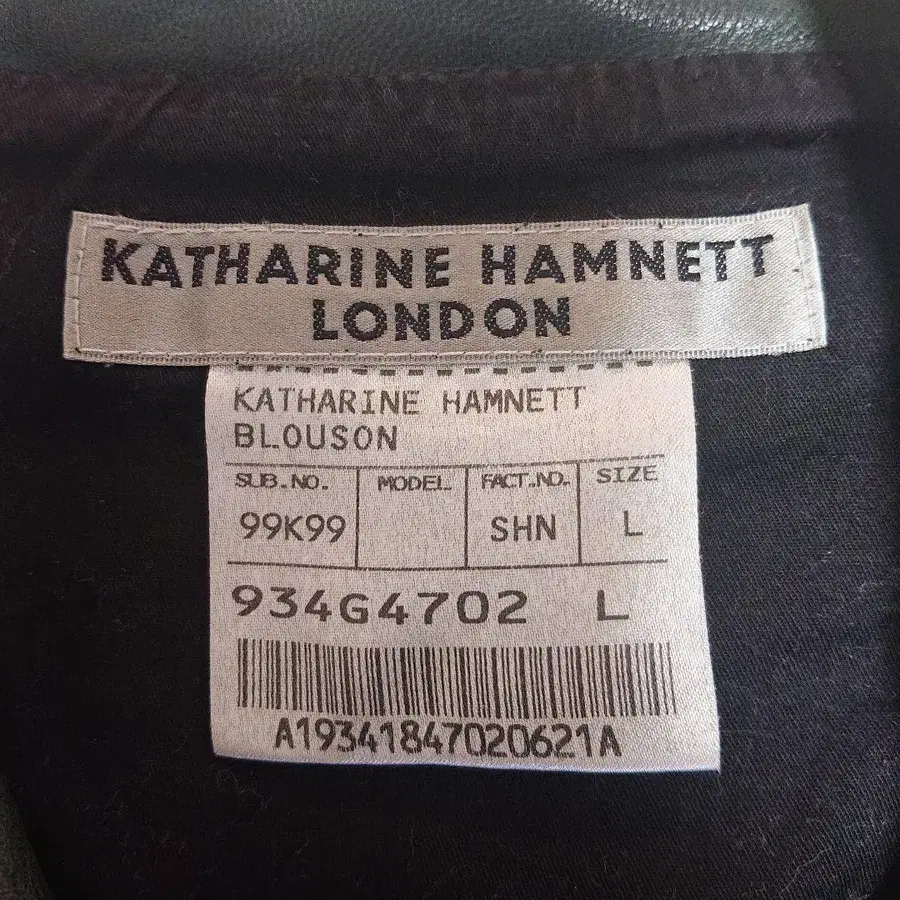 KATHARINE HAMNETT
LONDON
KATHARINE HAMNETT
BLOUSON
SUB.NO. MODEL FACT.NO. SIZE
99K99 SHN L
934G4702 L
A19341847020621A